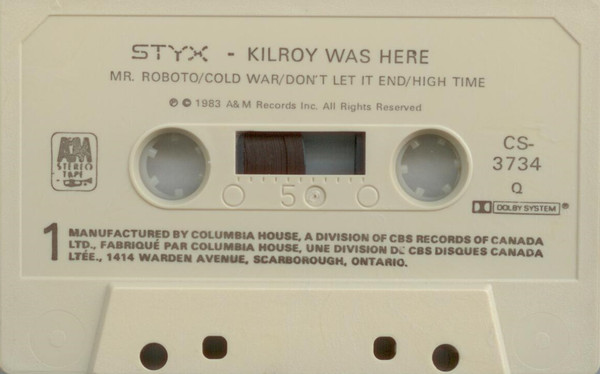 STYX - KILROY WAS HERE
MR. ROBOTO/COLD WAR/DON'T LET IT END/HIGH TIME
℗ © 1983 A&M Records Inc. All Rights Reserved
A&M
STEREO
TAPE
5
CS-
3734
Q
DOLBY SYSTEM®
1
MANUFACTURED BY COLUMBIA HOUSE, A DIVISION OF CBS RECORDS OF CANADA
LTD., FABRIQUÉ PAR COLUMBIA HOUSE, UNE DIVISION DE CBS DISQUES CANADA
LTÉE., 1414 WARDEN AVENUE, SCARBOROUGH, ONTARIO.